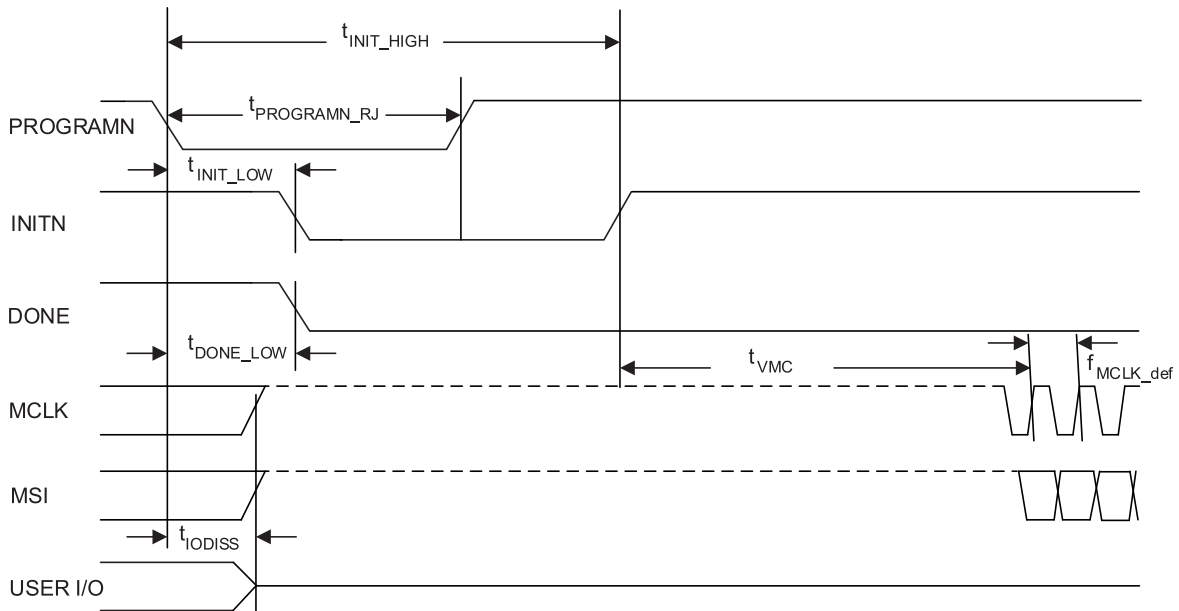 tINIT_HIGH
PROGRAMN
tPROGRAMN_RJ
tINIT_LOW
INITN
DONE
tDONE_LOW
tVMC
fMCLK_def
MCLK
MSI
tIODISS
USER I/O